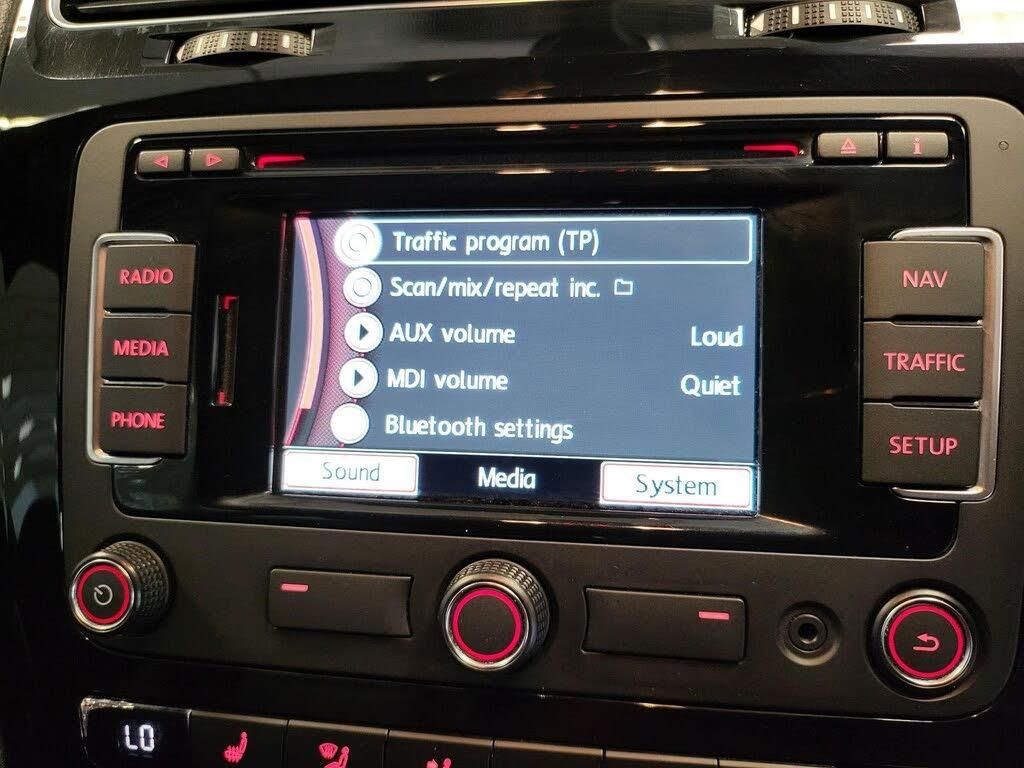 i
RADIO
MEDIA
PHONE
Traffic program (TP)
Scan/mix/repeat inc.
AUX volume Loud
MDI volume Quiet
Bluetooth settings
Sound Media System
NAV
TRAFFIC
SETUP
LO